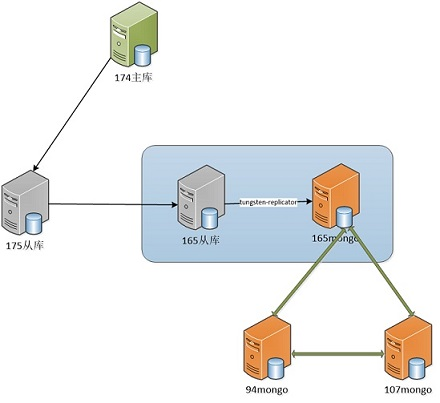 174主库
175从库
165从库
tungsten-replicator
165mongo
94mongo
107mongo